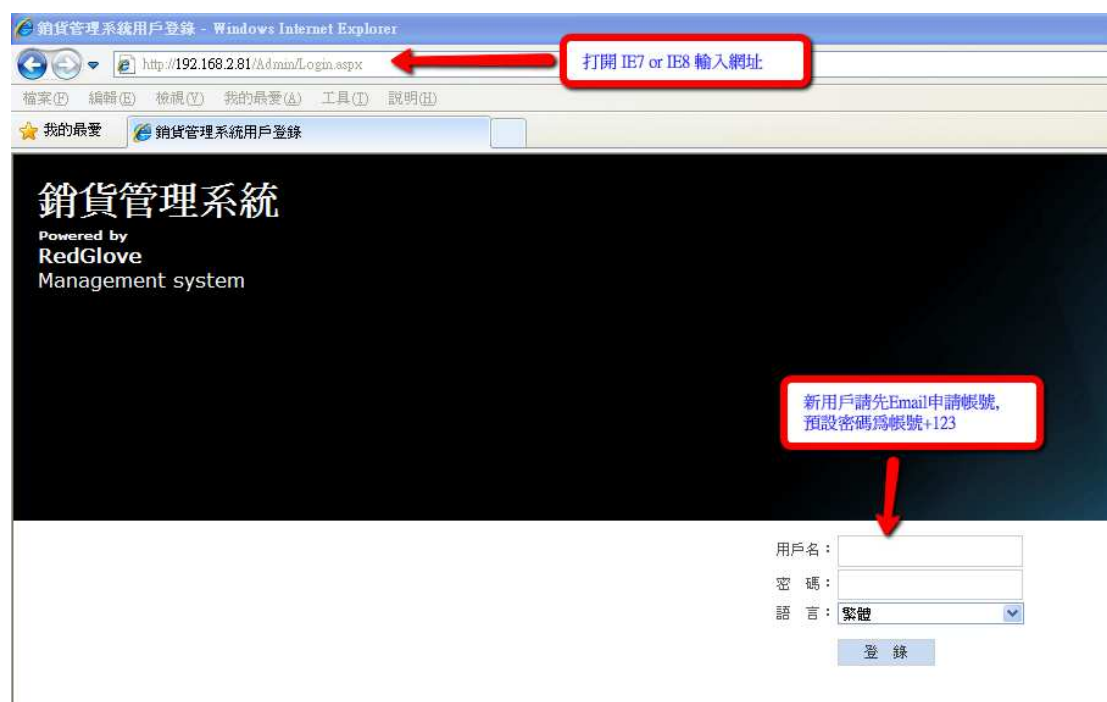 銷貨管理系統用戶登錄 - Windows Internet Explorer
http://192.168.2.81/Admin/Login.aspx
打開 IE7 or IE8 輸入網址
檔案(F) 編輯(E) 檢視(V) 我的最愛(A) 工具(T) 說明(H)
我的最愛 銷貨管理系統用戶登錄
銷貨管理系統
Powered by
RedGlove
Management system
新用戶請先Email申請帳號,
預設密碼爲帳號+123
用戶名：
密 碼：
語 言：繁體
登 錄